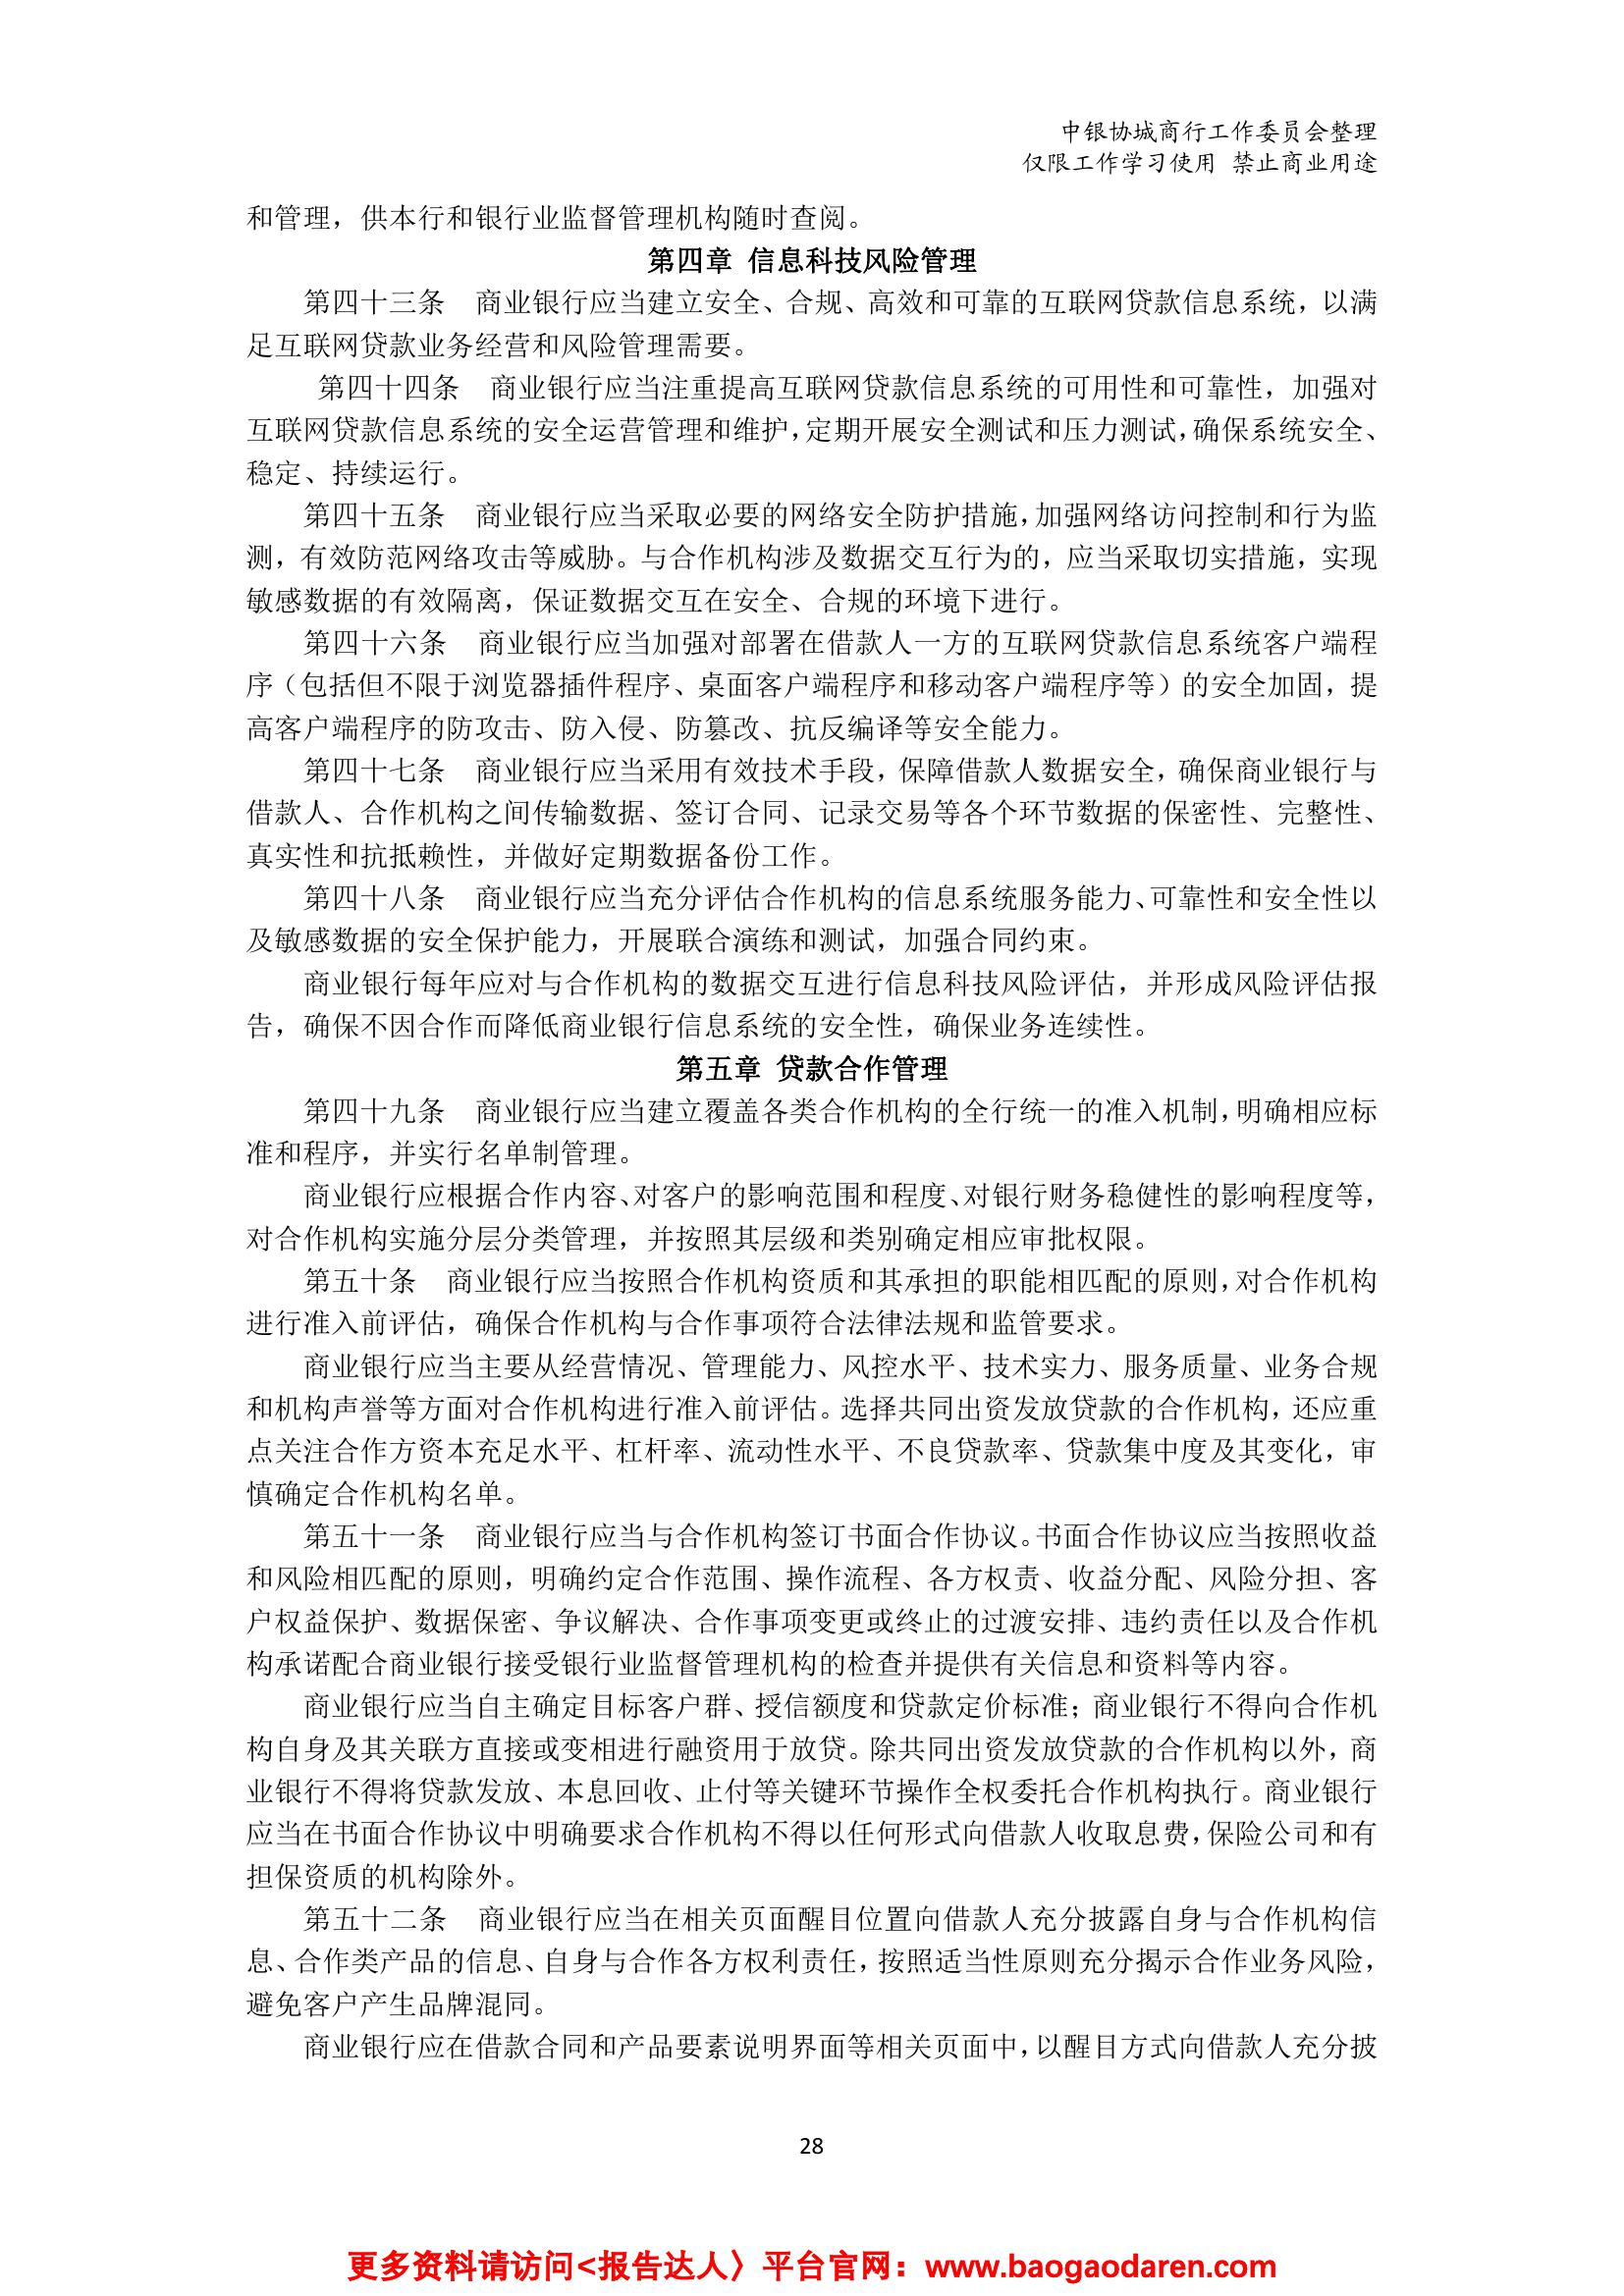 中银协城商行工作委员会整理
仅限工作学习使用 禁止商业用途
和管理，供本行和银行业监督管理机构随时查阅。
第四章 信息科技风险管理
第四十三条　商业银行应当建立安全、合规、高效和可靠的互联网贷款信息系统，以满
足互联网贷款业务经营和风险管理需要。
第四十四条　商业银行应当注重提高互联网贷款信息系统的可用性和可靠性，加强对
互联网贷款信息系统的安全运营管理和维护，定期开展安全测试和压力测试，确保系统安全、
稳定、持续运行。
第四十五条　商业银行应当采取必要的网络安全防护措施，加强网络访问控制和行为监
测，有效防范网络攻击等威胁。与合作机构涉及数据交互行为的，应当采取切实措施，实现
敏感数据的有效隔离，保证数据交互在安全、合规的环境下进行。
第四十六条　商业银行应当加强对部署在借款人一方的互联网贷款信息系统客户端程
序（包括但不限于浏览器插件程序、桌面客户端程序和移动客户端程序等）的安全加固，提
高客户端程序的防攻击、防入侵、防篡改、抗反编译等安全能力。
第四十七条　商业银行应当采用有效技术手段，保障借款人数据安全，确保商业银行与
借款人、合作机构之间传输数据、签订合同、记录交易等各个环节数据的保密性、完整性、
真实性和抗抵赖性，并做好定期数据备份工作。
第四十八条　商业银行应当充分评估合作机构的信息系统服务能力、可靠性和安全性以
及敏感数据的安全保护能力，开展联合演练和测试，加强合同约束。
商业银行每年应对与合作机构的数据交互进行信息科技风险评估，并形成风险评估报
告，确保不因合作而降低商业银行信息系统的安全性，确保业务连续性。
第五章 贷款合作管理
第四十九条　商业银行应当建立覆盖各类合作机构的全行统一的准入机制，明确相应标
准和程序，并实行名单制管理。
商业银行应根据合作内容、对客户的影响范围和程度、对银行财务稳健性的影响程度等，
对合作机构实施分层分类管理，并按照其层级和类别确定相应审批权限。
第五十条　商业银行应当按照合作机构资质和其承担的职能相匹配的原则，对合作机构
进行准入前评估，确保合作机构与合作事项符合法律法规和监管要求。
商业银行应当主要从经营情况、管理能力、风控水平、技术实力、服务质量、业务合规
和机构声誉等方面对合作机构进行准入前评估。选择共同出资发放贷款的合作机构，还应重
点关注合作方资本充足水平、杠杆率、流动性水平、不良贷款率、贷款集中度及其变化，审
慎确定合作机构名单。
第五十一条　商业银行应当与合作机构签订书面合作协议。书面合作协议应当按照收益
和风险相匹配的原则，明确约定合作范围、操作流程、各方权责、收益分配、风险分担、客
户权益保护、数据保密、争议解决、合作事项变更或终止的过渡安排、违约责任以及合作机
构承诺配合商业银行接受银行业监督管理机构的检查并提供有关信息和资料等内容。
商业银行应当自主确定目标客户群、授信额度和贷款定价标准；商业银行不得向合作机
构自身及其关联方直接或变相进行融资用于放贷。除共同出资发放贷款的合作机构以外，商
业银行不得将贷款发放、本息回收、止付等关键环节操作全权委托合作机构执行。商业银行
应当在书面合作协议中明确要求合作机构不得以任何形式向借款人收取息费，保险公司和有
担保资质的机构除外。
第五十二条　商业银行应当在相关页面醒目位置向借款人充分披露自身与合作机构信
息、合作类产品的信息、自身与合作各方权利责任，按照适当性原则充分揭示合作业务风险，
避免客户产生品牌混同。
商业银行应在借款合同和产品要素说明界面等相关页面中，以醒目方式向借款人充分披
28
更多资料请访问<报告达人〉平台官网：www.baogaodaren.com